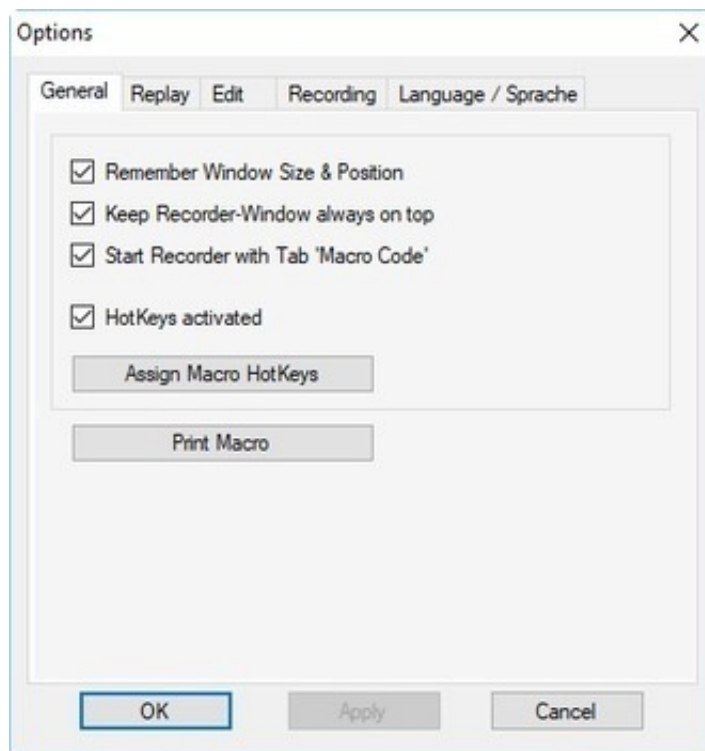 Options
General Replay Edit Recording Language / Sprache
Remember Window Size & Position
Keep Recorder-Window always on top
Start Recorder with Tab 'Macro Code'
HotKeys activated
Assign Macro HotKeys
Print Macro
OK Apply Cancel